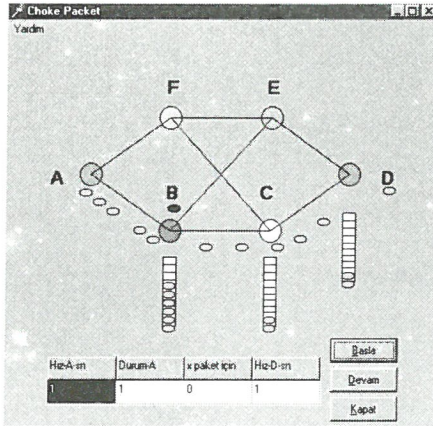 Choke Packet
Yardım
F E
A B C D
Hız-A-sn Durum-A x paket için Hız-D-sn
1 1 0 1
Başla
Devam
Kapat